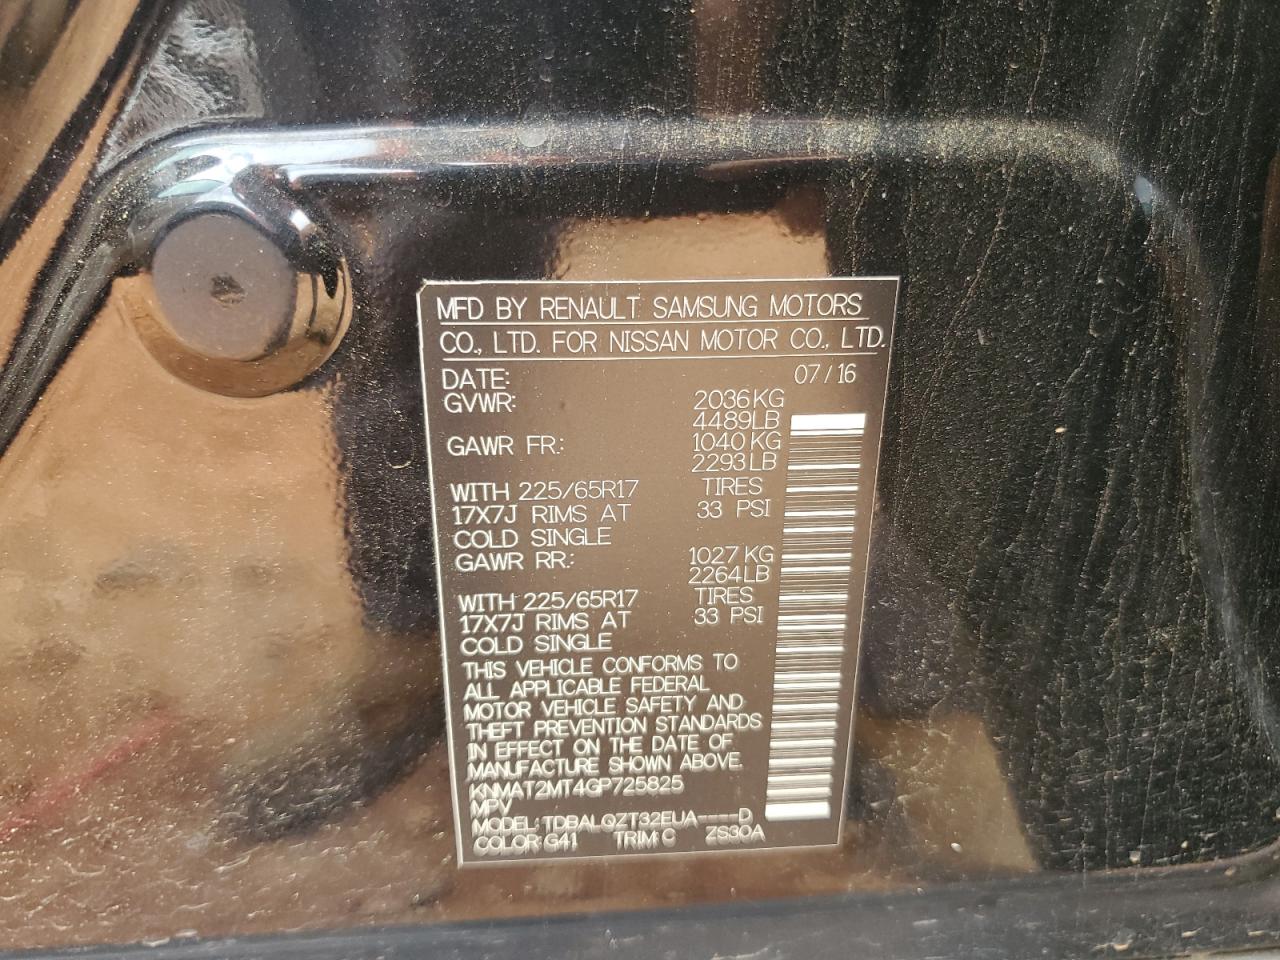 MFD BY RENAULT SAMSUNG MOTORS
CO., LTD. FOR NISSAN MOTOR CO., LTD.
DATE: 07/16
GVWR: 2036KG
4489LB
GAWR FR.: 1040KG
2293LB
WITH 225/65R17 TIRES
17X7J RIMS AT 33 PSI
COLD SINGLE
GAWR RR.: 1027KG
2264LB
WITH 225/65R17 TIRES
17X7J RIMS AT 33 PSI
COLD SINGLE
THIS VEHICLE CONFORMS TO
ALL APPLICABLE FEDERAL
MOTOR VEHICLE SAFETY AND
THEFT PREVENTION STANDARDS
IN EFFECT ON THE DATE OF
MANUFACTURE SHOWN ABOVE.
KNMAT2MT4GP725825
MPV
MODEL: TDBALQZT32EUA----D
COLOR:G41 TRIM:C ZS30A